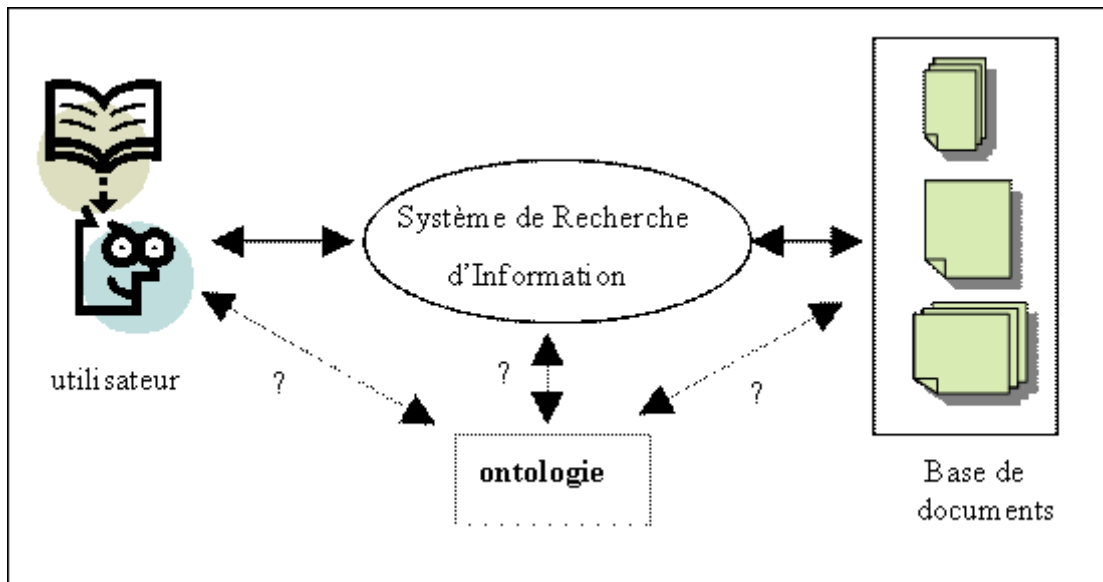 Système de Recherche
d'Information
utilisateur
?
?
?
ontologie
Base de
documents